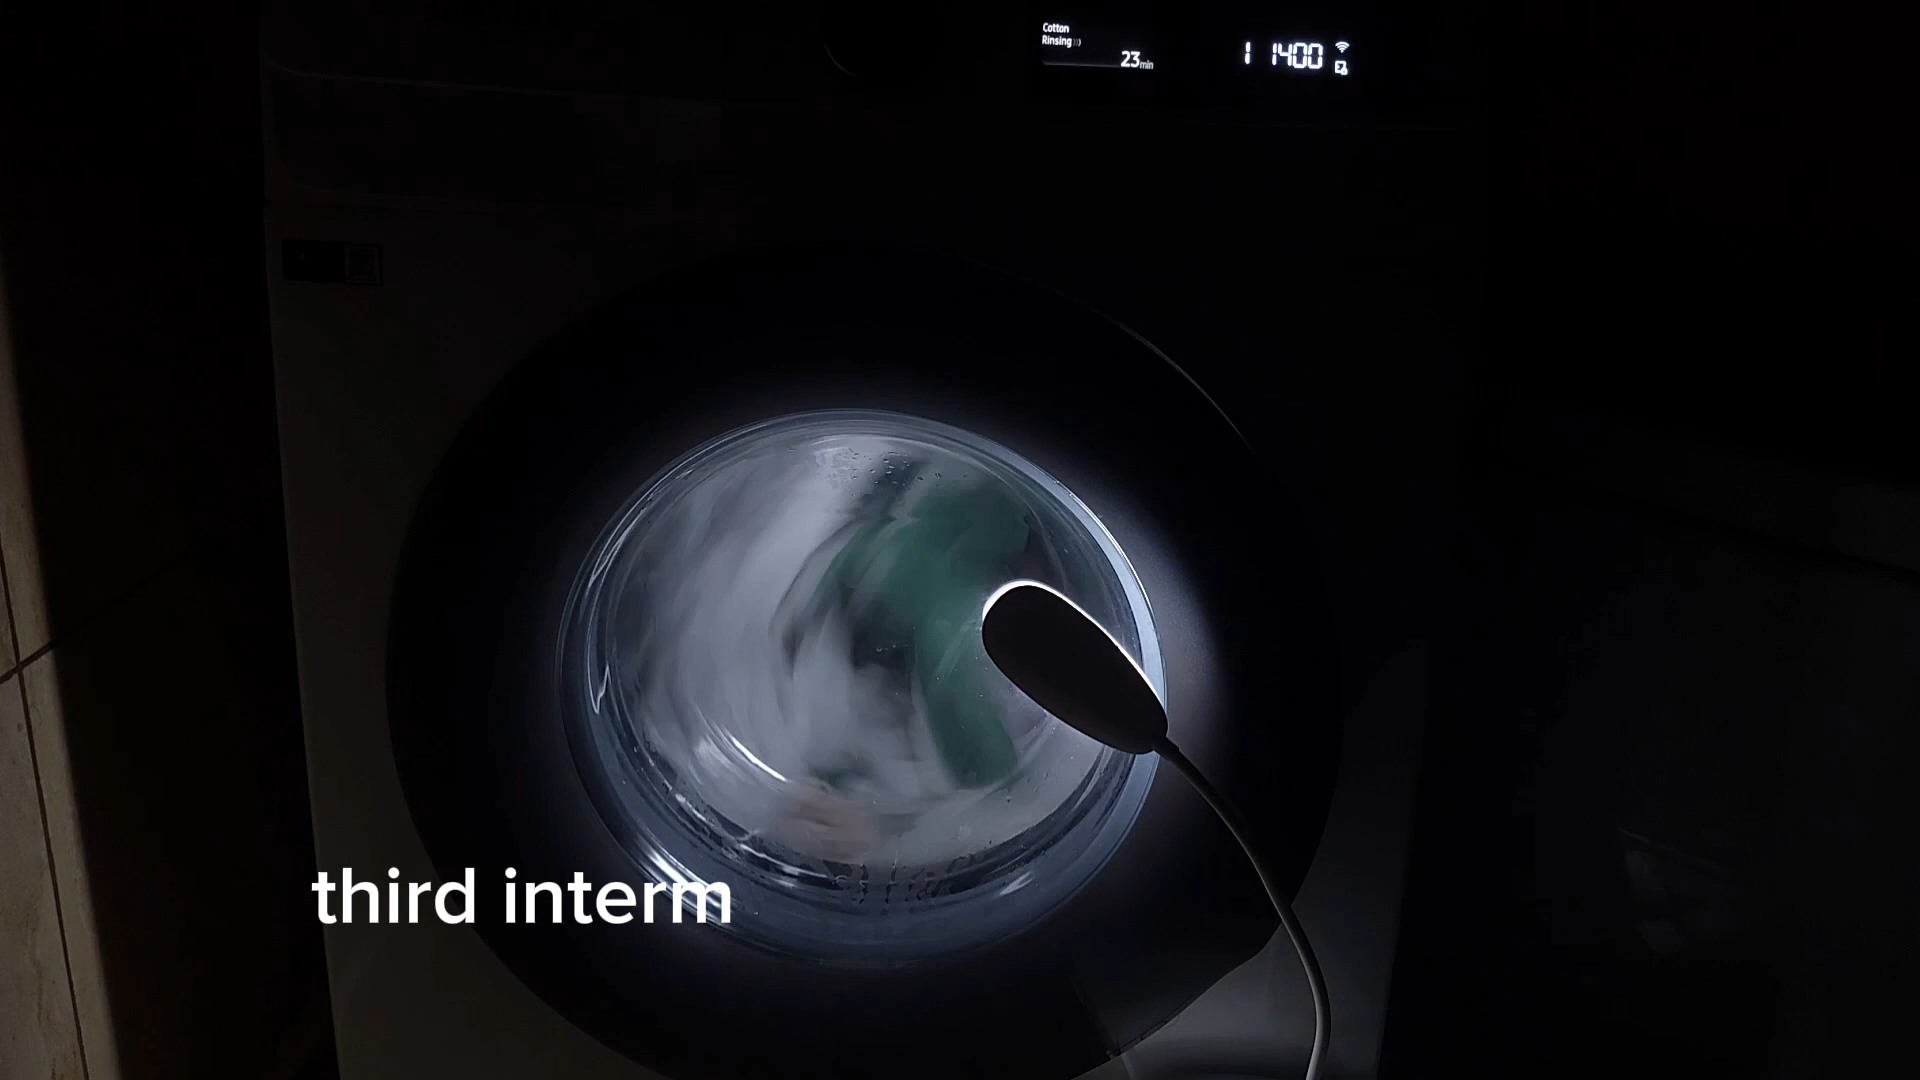 Cotton
Rinsing
23min
1 1400
third interm